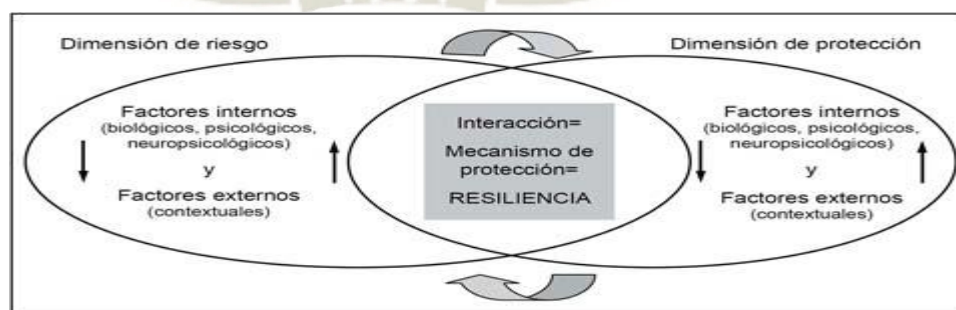 Dimensión de riesgo
Dimensión de protección
Factores internos
(biológicos, psicológicos,
neuropsicológicos)
y
Factores externos
(contextuales)
Interacción=
Mecanismo de
protección=
RESILIENCIA
Factores internos
(biológicos, psicológicos,
neuropsicológicos)
y
Factores externos
(contextuales)